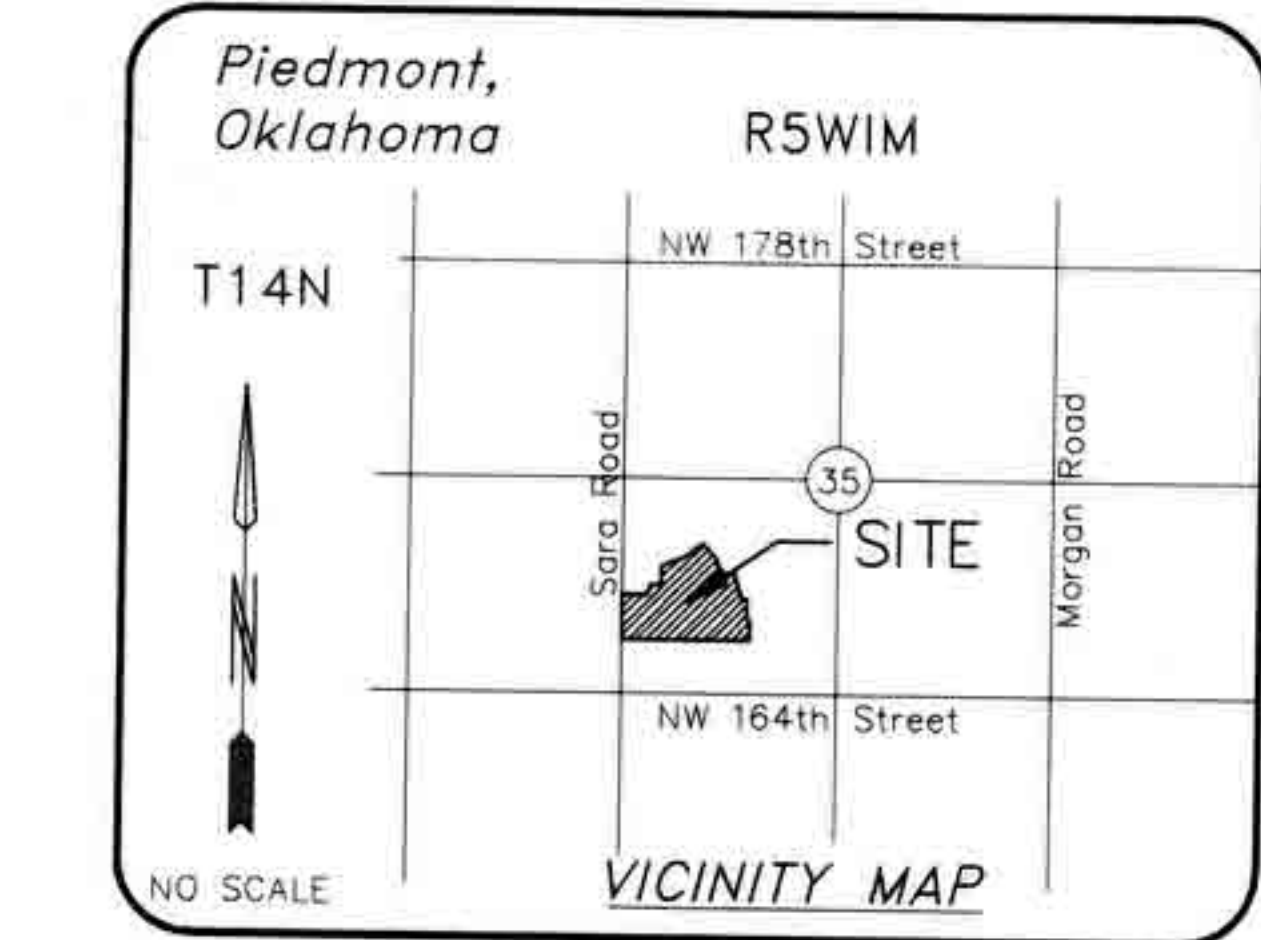 Piedmont,
Oklahoma
R5WIM
T14N
NW 178th Street
Sara Road
35
Morgan Road
SITE
N
NW 164th Street
NO SCALE
VICINITY MAP